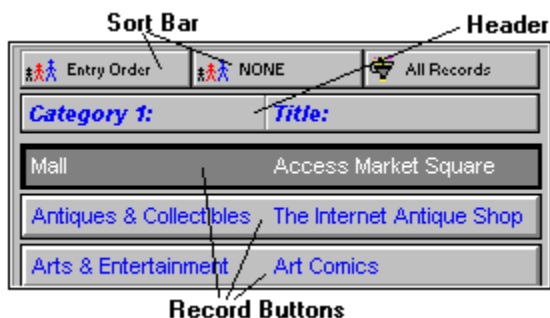 Sort Bar Header
Entry Order NONE All Records
Category 1: Title:
Mall Access Market Square
Antiques & Collectibles The Internet Antique Shop
Arts & Entertainment Art Comics
Record Buttons